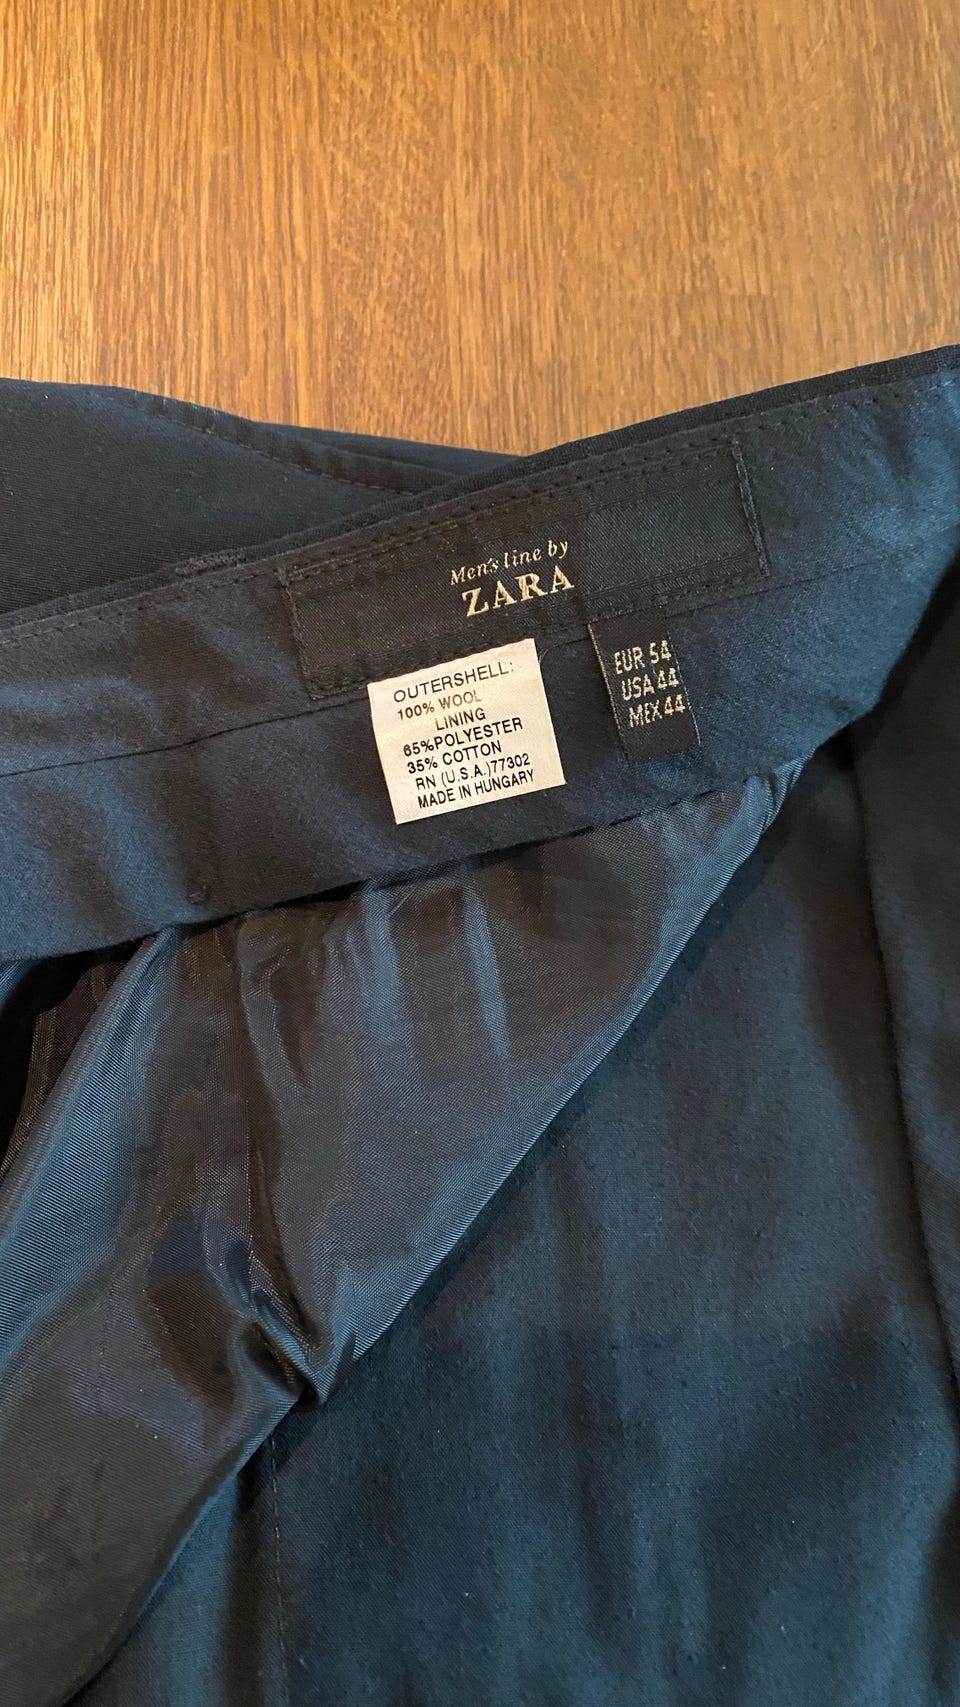 Men's line by
ZARA
OUTERSHELL:
100% WOOL
LINING
65%POLYESTER
35% COTTON
RN (U.S.A.)77302
MADE IN HUNGARY
EUR 54
USA 44
MEX 44